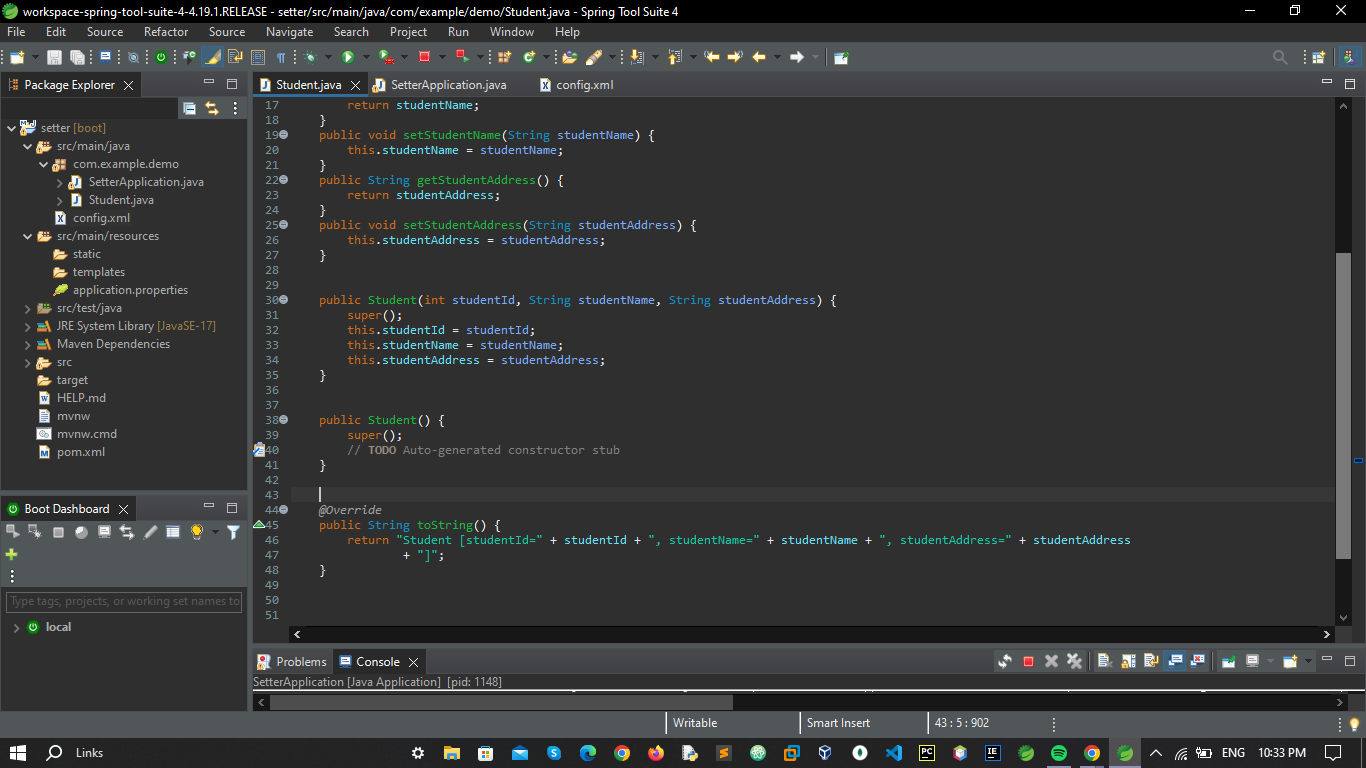 workspace-spring-tool-suite-4-4.19.1.RELEASE - setter/src/main/java/com/example/demo/Student.java - Spring Tool Suite 4
File Edit Source Refactor Source Navigate Search Project Run Window Help
Package Explorer
setter [boot]
src/main/java
com.example.demo
SetterApplication.java
Student.java
config.xml
src/main/resources
static
templates
application.properties
src/test/java
JRE System Library [JavaSE-17]
Maven Dependencies
src
target
HELP.md
mvnw
mvnw.cmd
pom.xml
Boot Dashboard
Type tags, projects, or working set names to
local
Student.java SetterApplication.java config.xml
17 return studentName;
18 }
19 public void setStudentName(String studentName) {
20 this.studentName = studentName;
21 }
22 public String getStudentAddress() {
23 return studentAddress;
24 }
25 public void setStudentAddress(String studentAddress) {
26 this.studentAddress = studentAddress;
27 }
28
29
30 public Student(int studentId, String studentName, String studentAddress) {
31 super();
32 this.studentId = studentId;
33 this.studentName = studentName;
34 this.studentAddress = studentAddress;
35 }
36
37
38 public Student() {
39 super();
40 // TODO Auto-generated constructor stub
41 }
42
43
44 @Override
45 public String toString() {
46 return "Student [studentId=" + studentId + ", studentName=" + studentName + ", studentAddress=" + studentAddress
47 + "]";
48 }
49
50
51
Problems Console
SetterApplication [Java Application] [pid: 1148]
Writable Smart Insert 43 : 5 : 902
Links ENG 10:33 PM